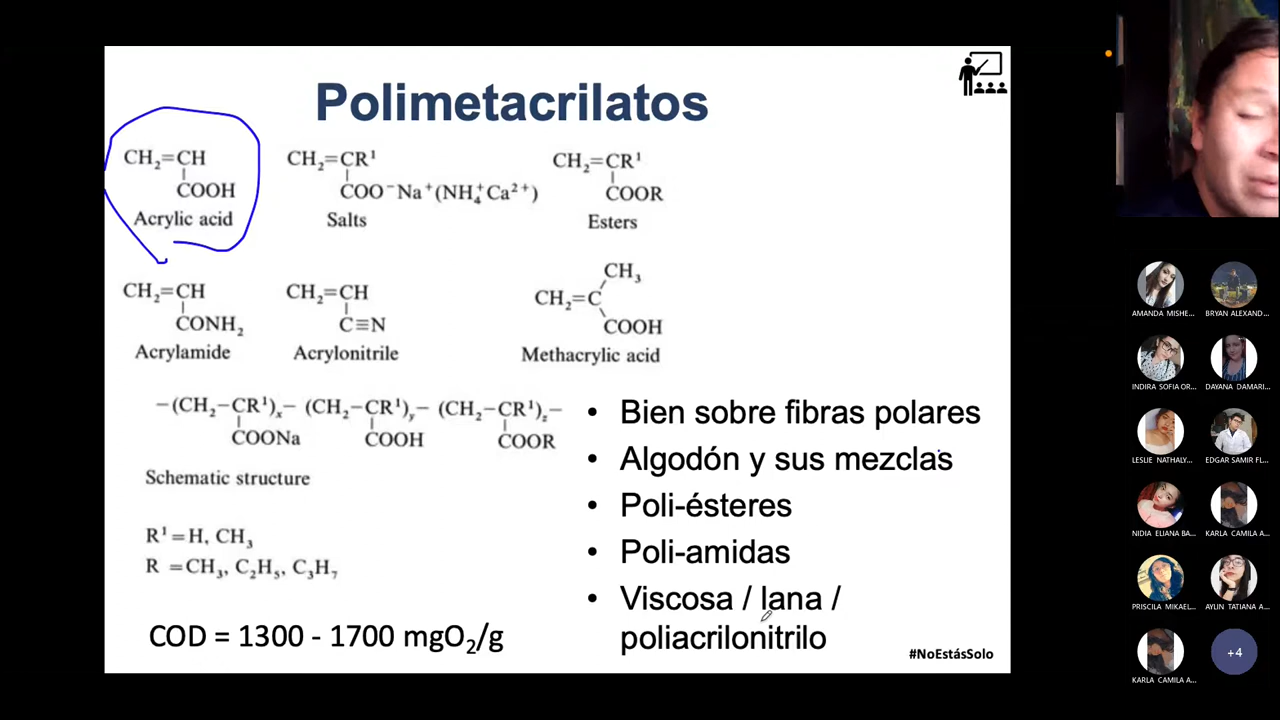 Polimetacrilatos
CH₂=CH
COOH
Acrylic acid
CH₂=CR¹
COO⁻Na⁺(NH₄⁺Ca²⁺)
Salts
CH₂=CR¹
COOR
Esters
CH₂=CH
CONH₂
Acrylamide
CH₂=CH
C≡N
Acrylonitrile
CH₃
CH₂=C
COOH
Methacrylic acid
−(CH₂−CR¹)ₓ− (CH₂−CR¹)ᵧ− (CH₂−CR¹)z−
COONa COOH COOR
Schematic structure
R¹=H, CH₃
R =CH₃, C₂H₅, C₃H₇
COD = 1300 - 1700 mgO₂/g
• Bien sobre fibras polares
• Algodón y sus mezclas
• Poli-ésteres
• Poli-amidas
• Viscosa / lana /
poliacrilonitrilo
#NoEstásSolo
AMANDA MISHE...
BRYAN ALEXAND...
INDIRA SOFIA OR...
DAYANA DAMARI...
LESLIE NATHALY...
EDGAR SAMIR FL...
NIDIA ELIANA BA...
KARLA CAMILA A...
PRISCILA MIKAEL...
AYLIN TATIANA A...
KARLA CAMILA A...
+4